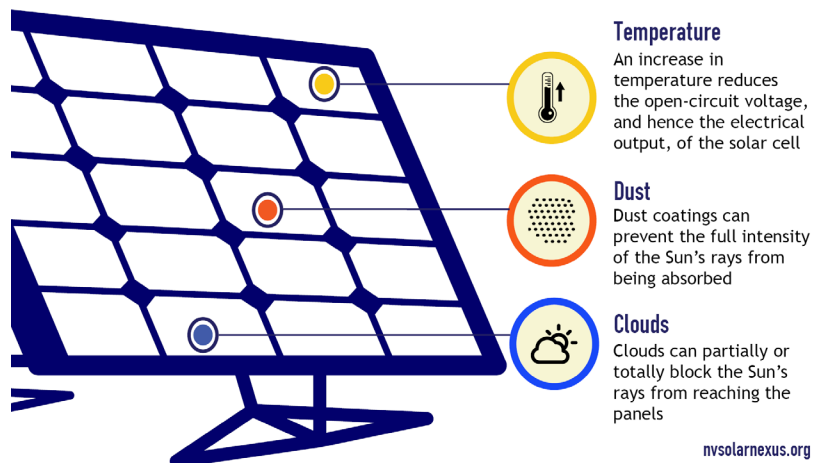 Temperature
An increase in
temperature reduces
the open-circuit voltage,
and hence the electrical
output, of the solar cell
Dust
Dust coatings can
prevent the full intensity
of the Sun's rays from
being absorbed
Clouds
Clouds can partially or
totally block the Sun's
rays from reaching the
panels
nvsolarnexus.org